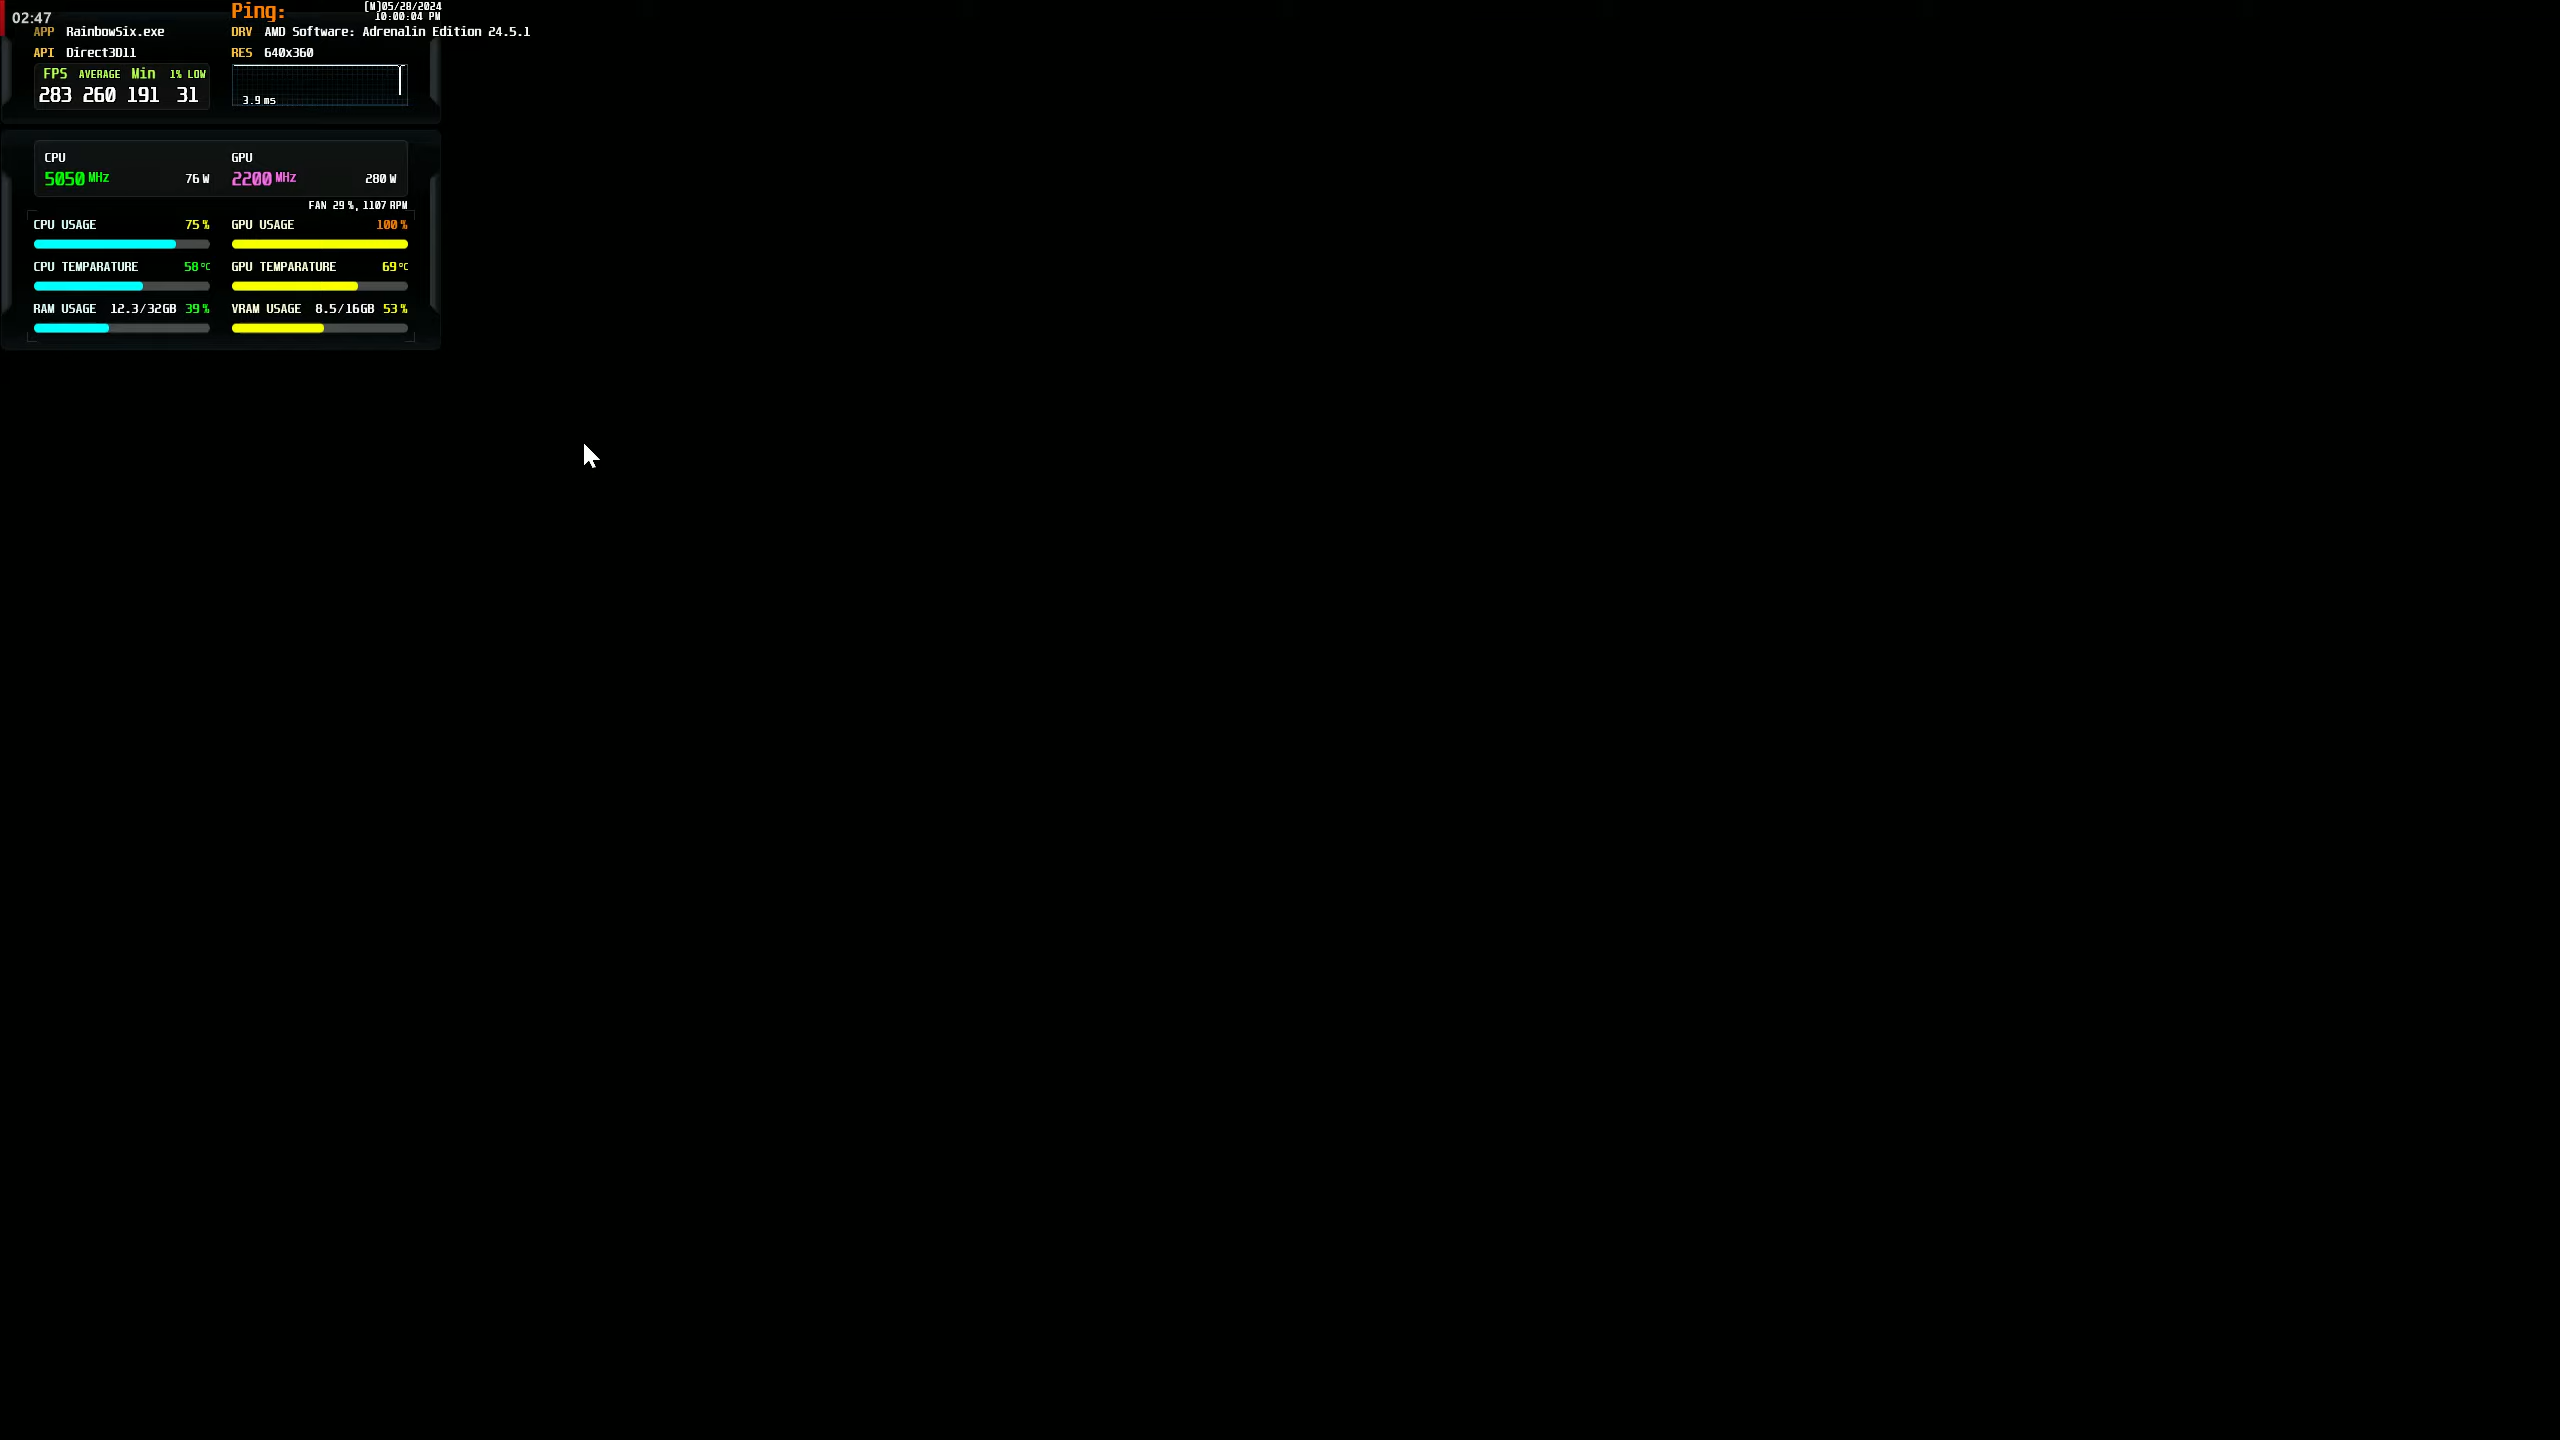 02:47
Ping:
[M]05/28/2024
10:00:04 PM
APP RainbowSix.exe
DRV AMD Software: Adrenalin Edition 24.5.1
API Direct3D11
RES 640x360
FPS AVERAGE Min 1% LOW
283 260 191 31
3.9 ms
CPU GPU
5050 MHz 76 W 2200 MHz 280 W
FAN 29 %, 1107 RPM
CPU USAGE 75 % GPU USAGE 100 %
CPU TEMPARATURE 58 °C GPU TEMPARATURE 69 °C
RAM USAGE 12.3/32GB 39 % VRAM USAGE 8.5/16GB 53 %